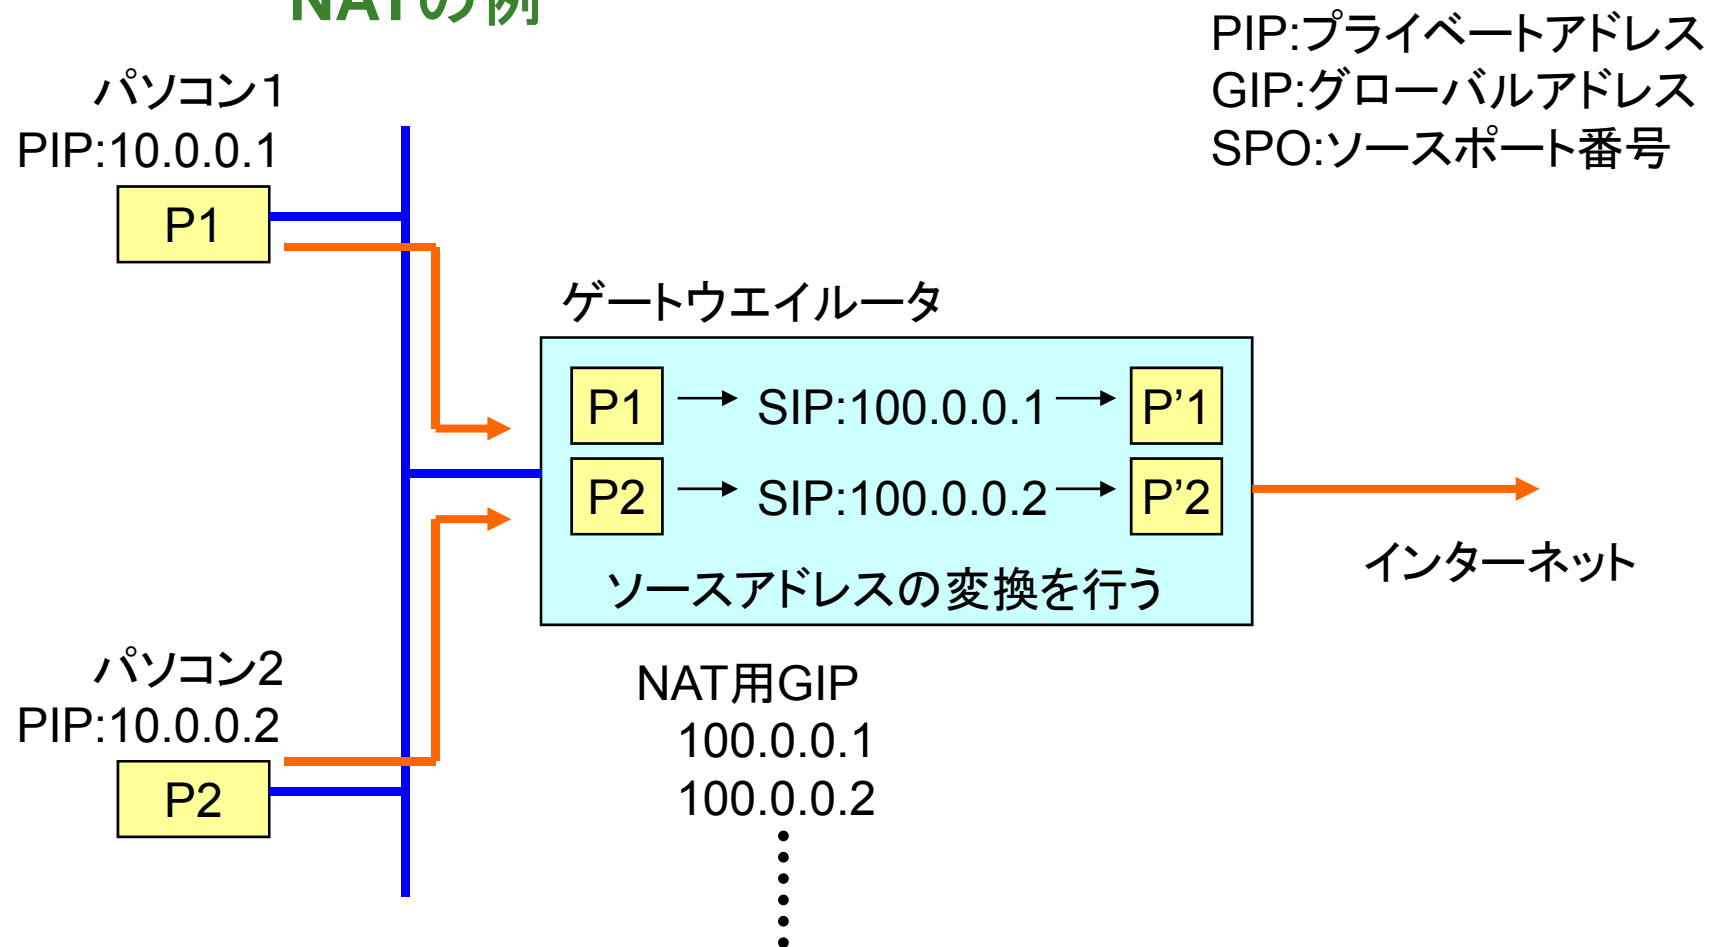 NATの例
PIP:プライベートアドレス
GIP:グローバルアドレス
SPO:ソースポート番号
パソコン1
PIP:10.0.0.1
P1
ゲートウエイルータ
P1 SIP:100.0.0.1 P’1
P2 SIP:100.0.0.2 P’2
ソースアドレスの変換を行う
インターネット
パソコン2
PIP:10.0.0.2
P2
NAT用GIP
100.0.0.1
100.0.0.2